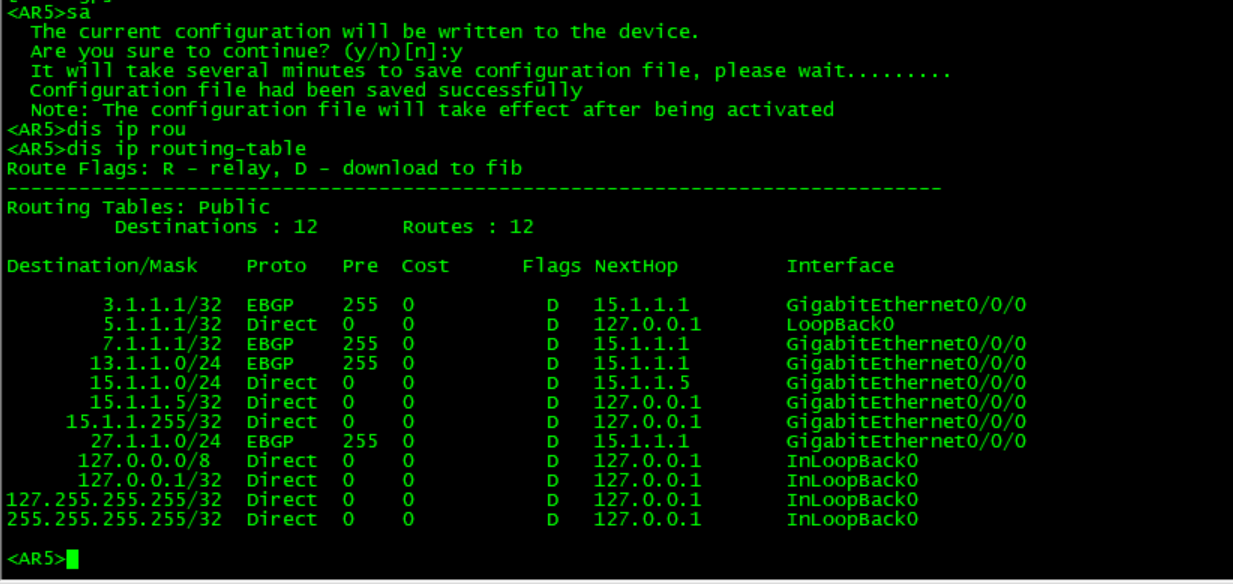 <AR5>sa
  The current configuration will be written to the device.
  Are you sure to continue? (y/n)[n]:y
  It will take several minutes to save configuration file, please wait.........
  Configuration file had been saved successfully
  Note: The configuration file will take effect after being activated
<AR5>dis ip rou
<AR5>dis ip routing-table
Route Flags: R - relay, D - download to fib
------------------------------------------------------------------------------
Routing Tables: Public
         Destinations : 12       Routes : 12

Destination/Mask    Proto   Pre  Cost      Flags NextHop         Interface

        3.1.1.1/32  EBGP    255  0           D   15.1.1.1        GigabitEthernet0/0/0
        5.1.1.1/32  Direct  0    0           D   127.0.0.1       LoopBack0
        7.1.1.1/32  EBGP    255  0           D   15.1.1.1        GigabitEthernet0/0/0
       13.1.1.0/24  EBGP    255  0           D   15.1.1.1        GigabitEthernet0/0/0
       15.1.1.0/24  Direct  0    0           D   15.1.1.5        GigabitEthernet0/0/0
       15.1.1.5/32  Direct  0    0           D   127.0.0.1       GigabitEthernet0/0/0
     15.1.1.255/32  Direct  0    0           D   127.0.0.1       GigabitEthernet0/0/0
       27.1.1.0/24  EBGP    255  0           D   15.1.1.1        GigabitEthernet0/0/0
      127.0.0.0/8   Direct  0    0           D   127.0.0.1       InLoopBack0
      127.0.0.1/32  Direct  0    0           D   127.0.0.1       InLoopBack0
127.255.255.255/32  Direct  0    0           D   127.0.0.1       InLoopBack0
255.255.255.255/32  Direct  0    0           D   127.0.0.1       InLoopBack0

<AR5>